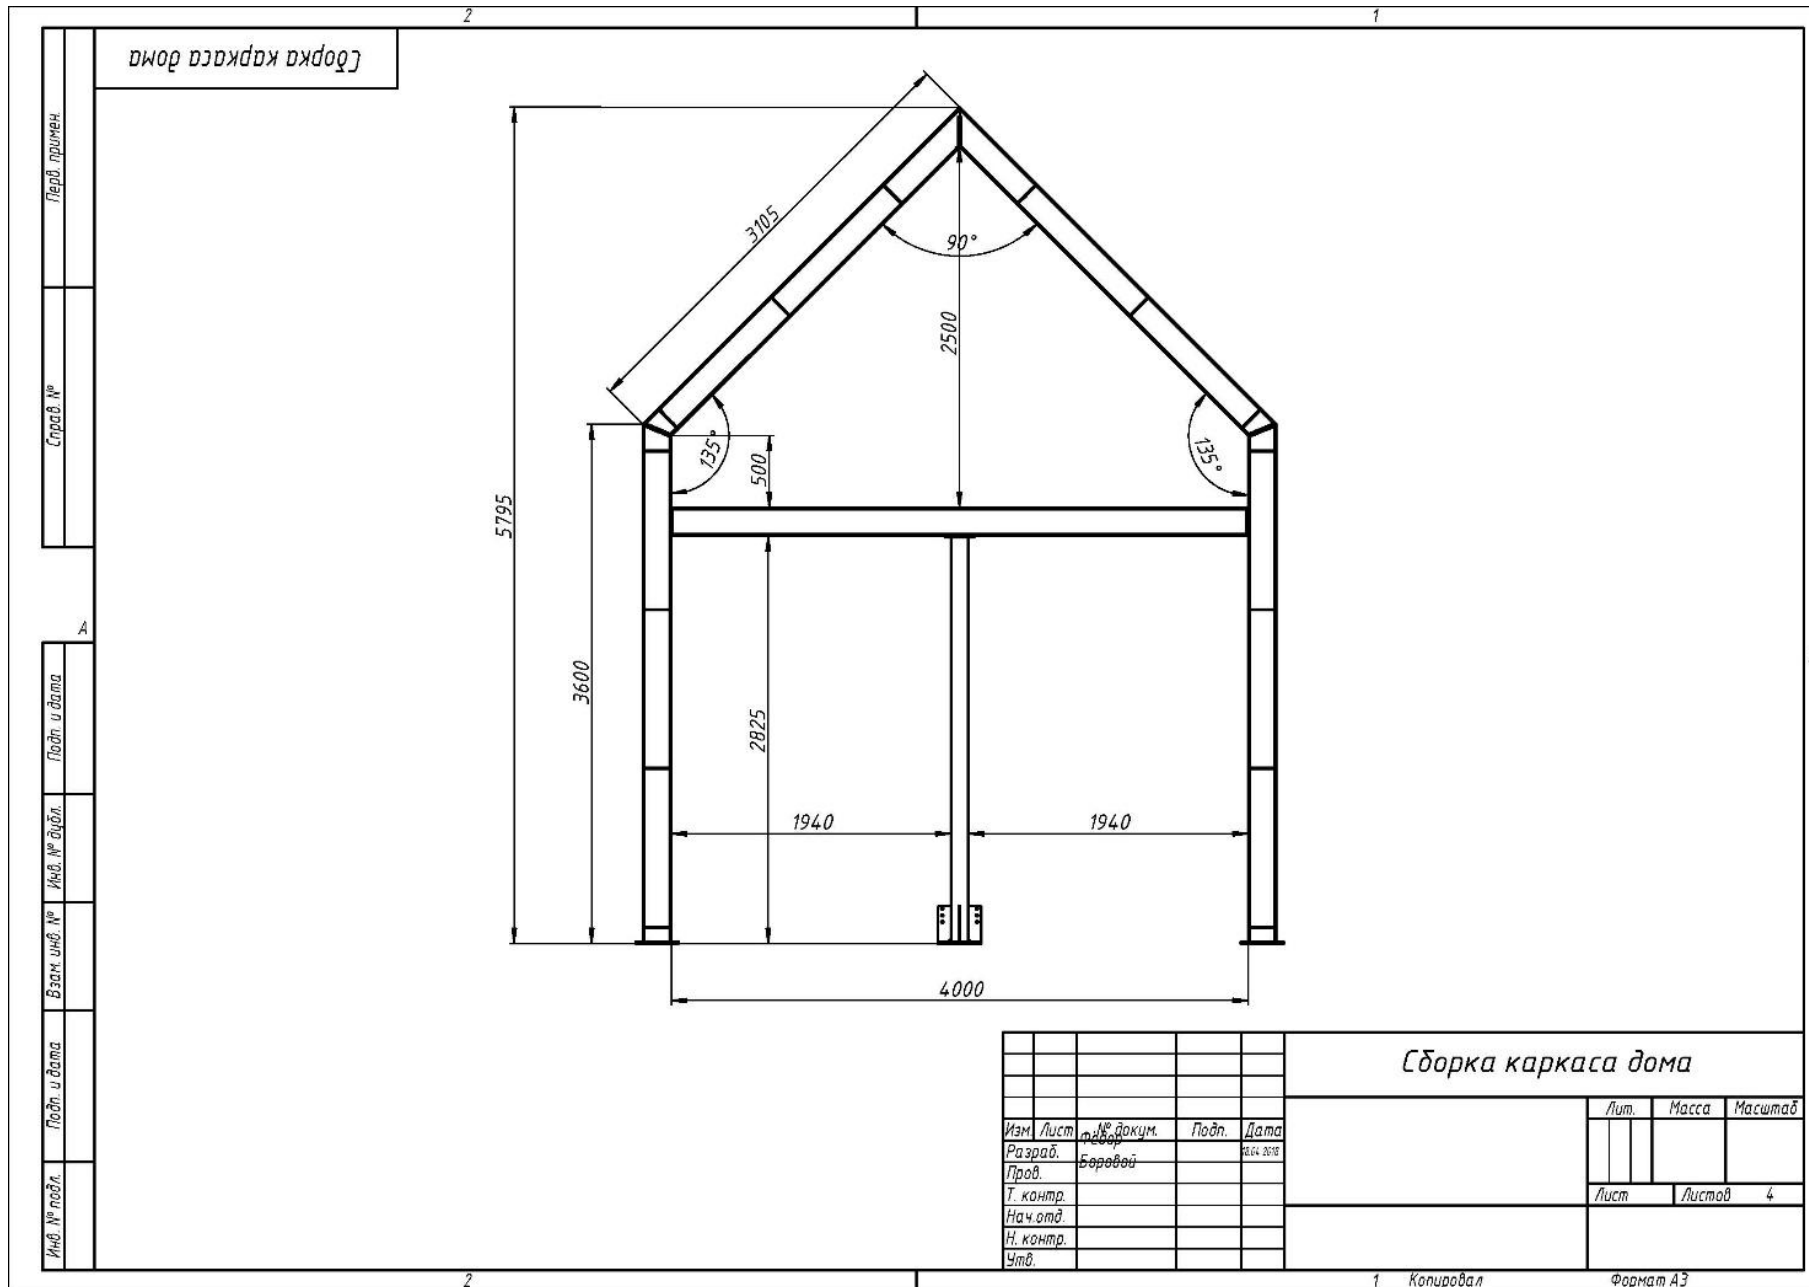 2
1
Сборка каркаса дома
Перв. примен.
Справ. №
A
Подп. и дата
Инв. № дубл.
Взам. инв. №
Подп. и дата
Инв. № подл.
3105
90°
2500
135°
135°
500
5795
3600
2825
1940
1940
4000
Сборка каркаса дома
Лит. Масса Масштаб
Изм. Лист № докум. Подп. Дата
Разраб. Фёдор Боровой
Пров.
Т. контр.
Лист Листов 4
Нач.отд.
Н. контр.
Утв.
2
1 Копировал Формат А3